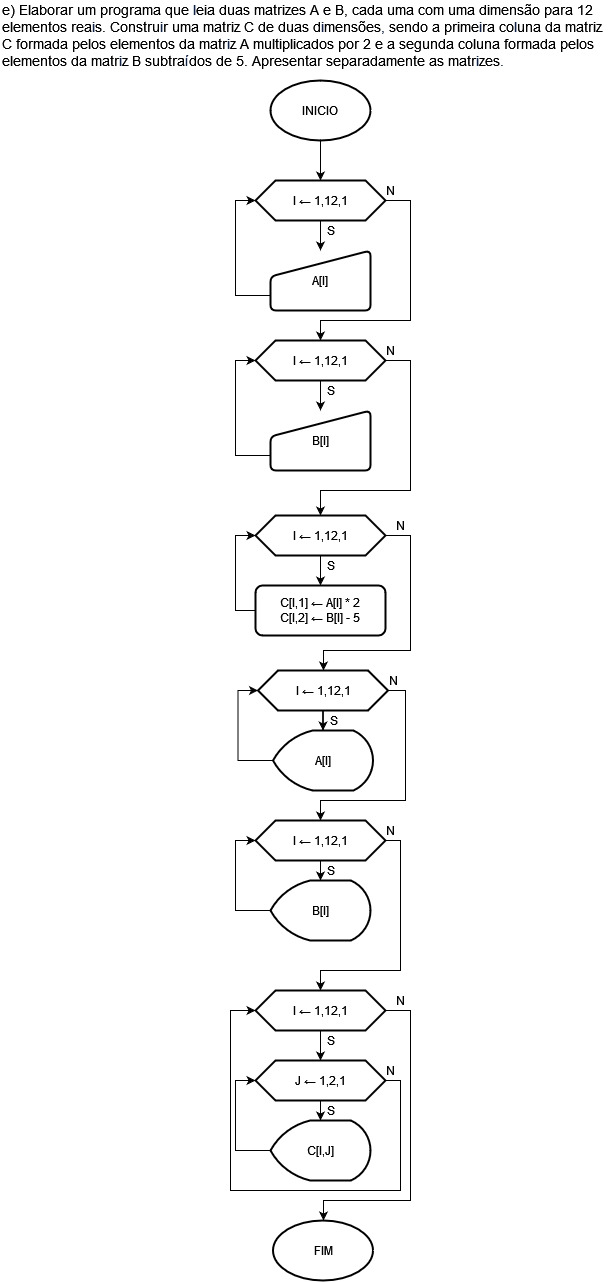 e) Elaborar um programa que leia duas matrizes A e B, cada uma com uma dimensão para 12
elementos reais. Construir uma matriz C de duas dimensões, sendo a primeira coluna da matriz
C formada pelos elementos da matriz A multiplicados por 2 e a segunda coluna formada pelos
elementos da matriz B subtraídos de 5. Apresentar separadamente as matrizes.
INICIO
I ← 1,12,1
N
S
A[I]
I ← 1,12,1
N
S
B[I]
I ← 1,12,1
N
S
C[I,1] ← A[I] * 2
C[I,2] ← B[I] - 5
I ← 1,12,1
N
S
A[I]
I ← 1,12,1
N
S
B[I]
I ← 1,12,1
N
S
J ← 1,2,1
N
S
C[I,J]
FIM